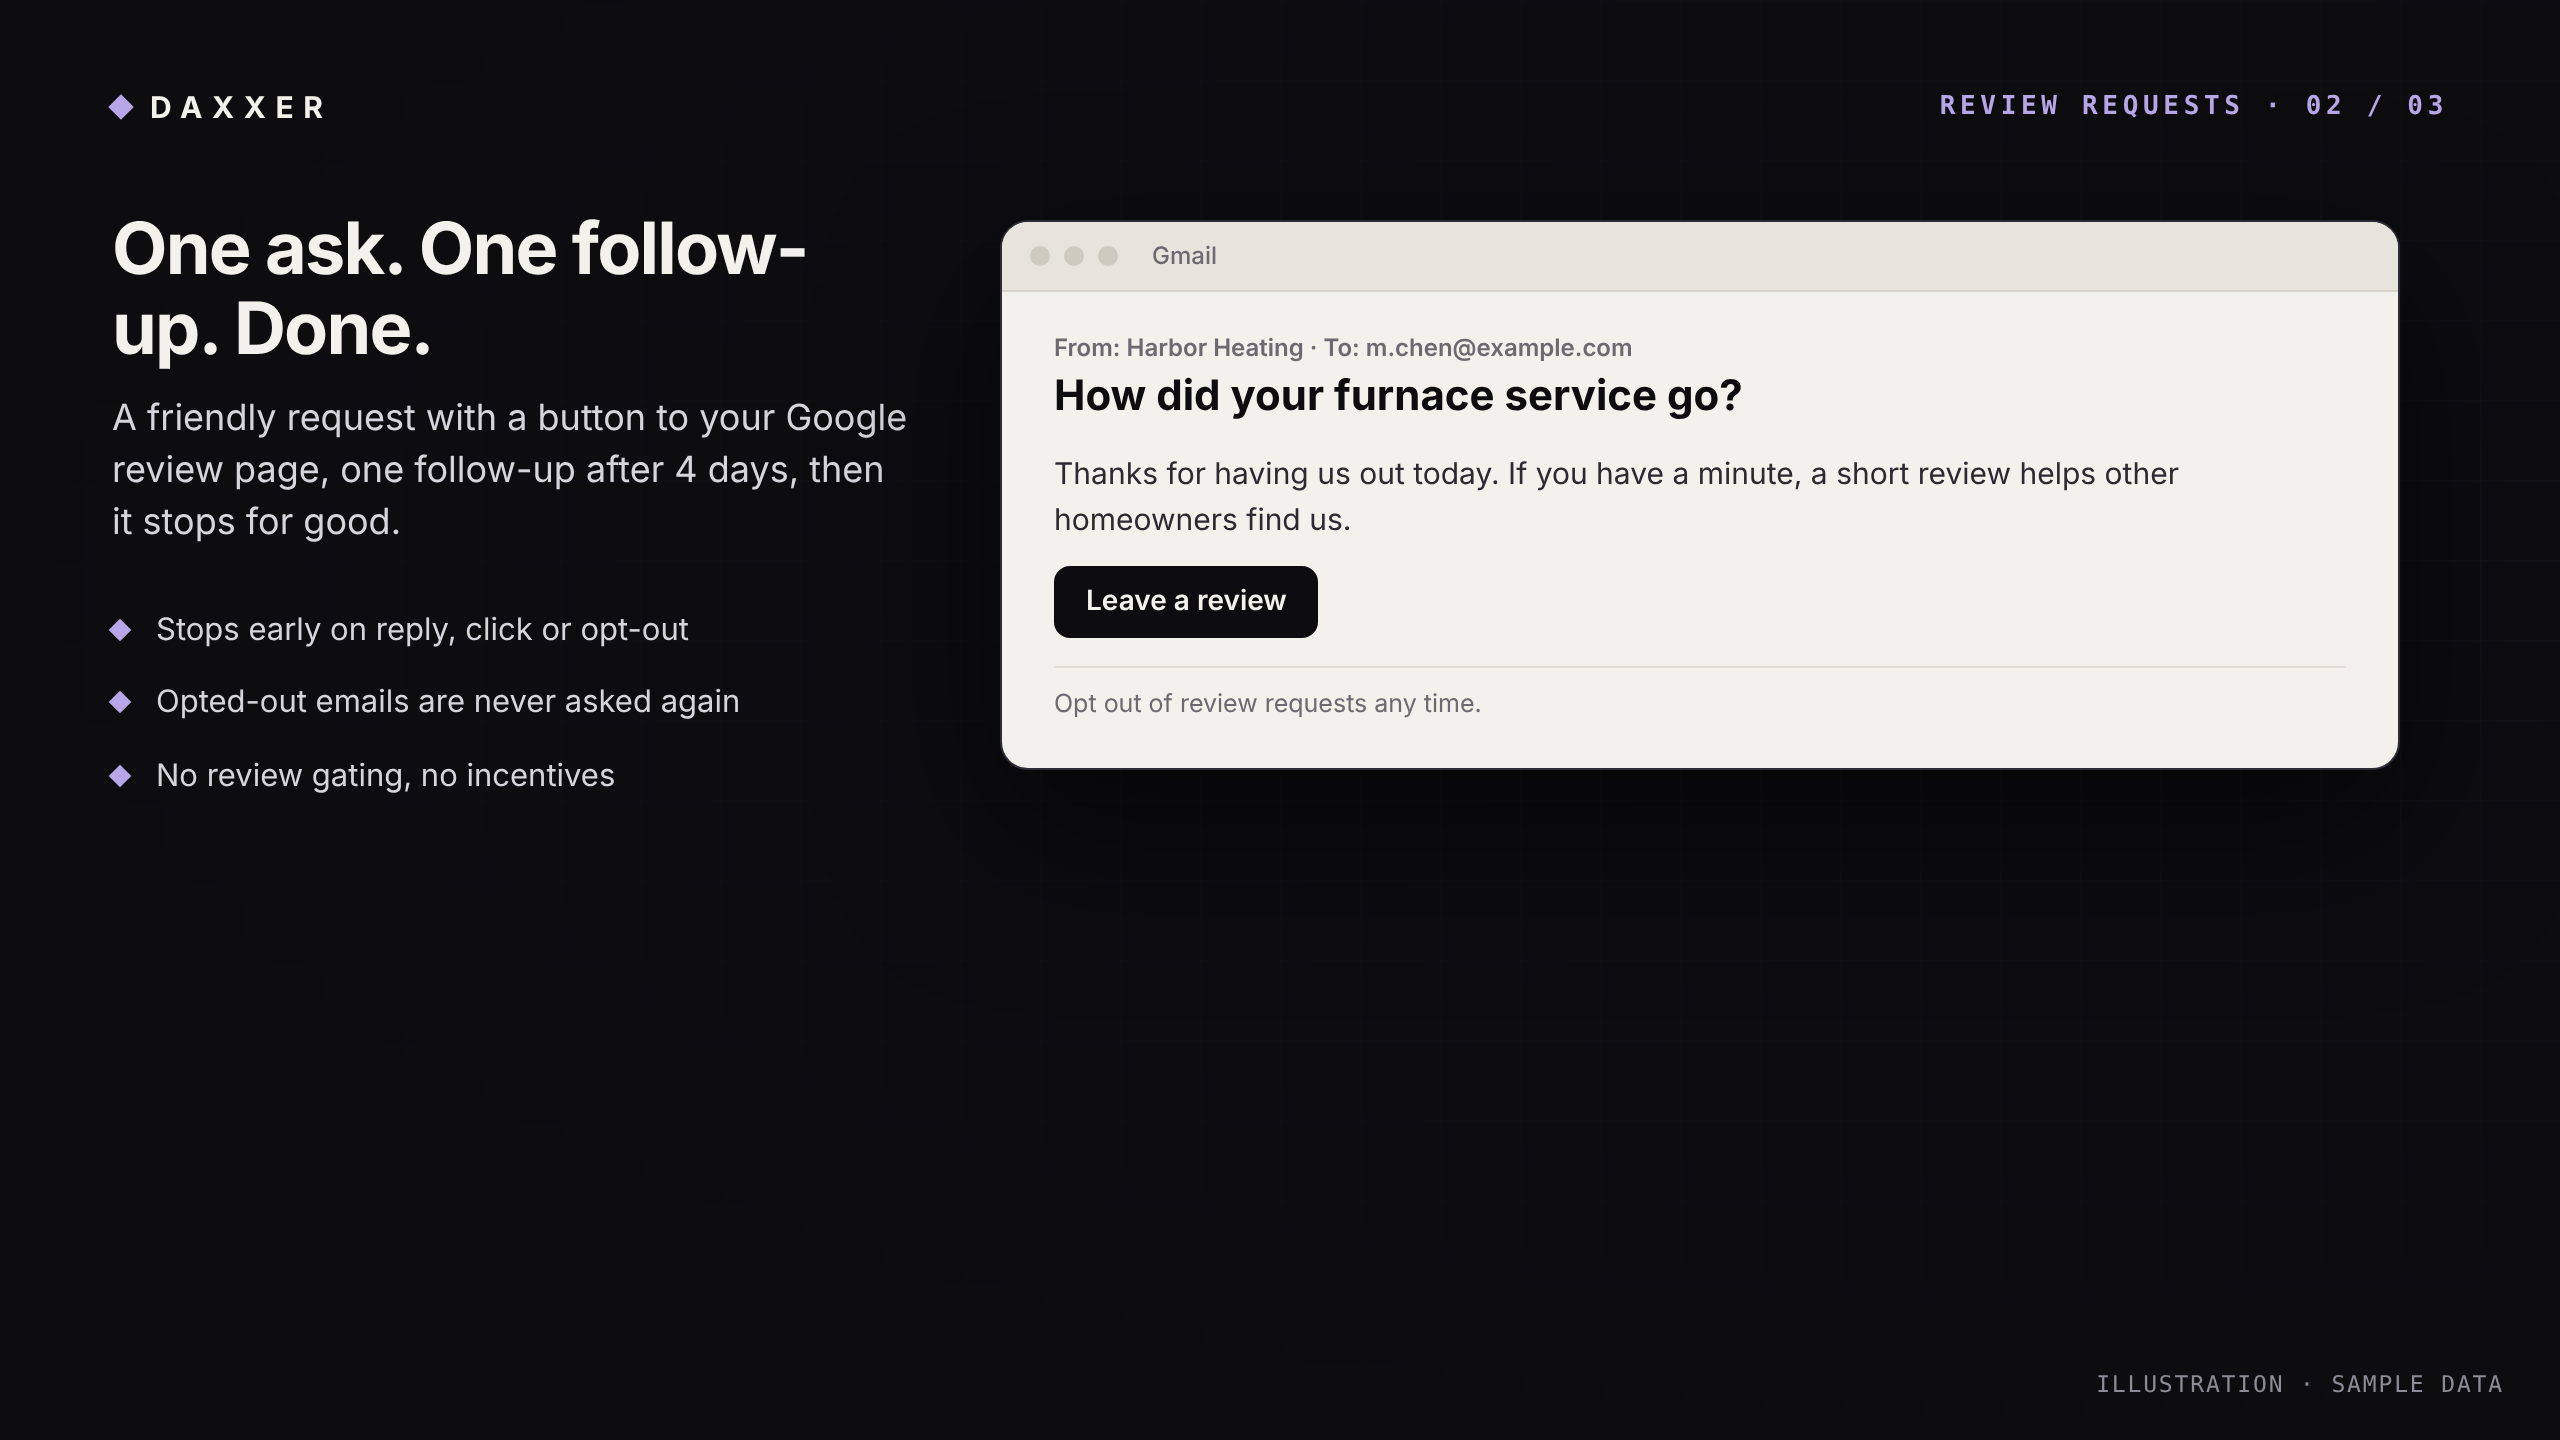 DAXXER
REVIEW REQUESTS · 02 / 03
One ask. One follow-
up. Done.
A friendly request with a button to your Google
review page, one follow-up after 4 days, then
it stops for good.
Stops early on reply, click or opt-out
Opted-out emails are never asked again
No review gating, no incentives
Gmail
From: Harbor Heating · To: m.chen@example.com
How did your furnace service go?
Thanks for having us out today. If you have a minute, a short review helps other
homeowners find us.
Leave a review
Opt out of review requests any time.
ILLUSTRATION · SAMPLE DATA